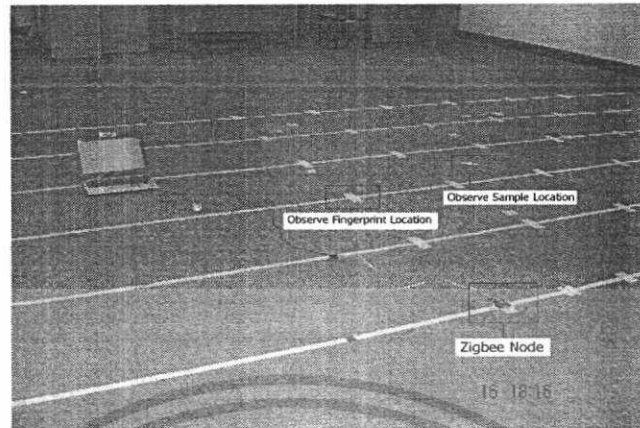 Observe Sample Location
Observe Fingerprint Location
Zigbee Node
16 18:16